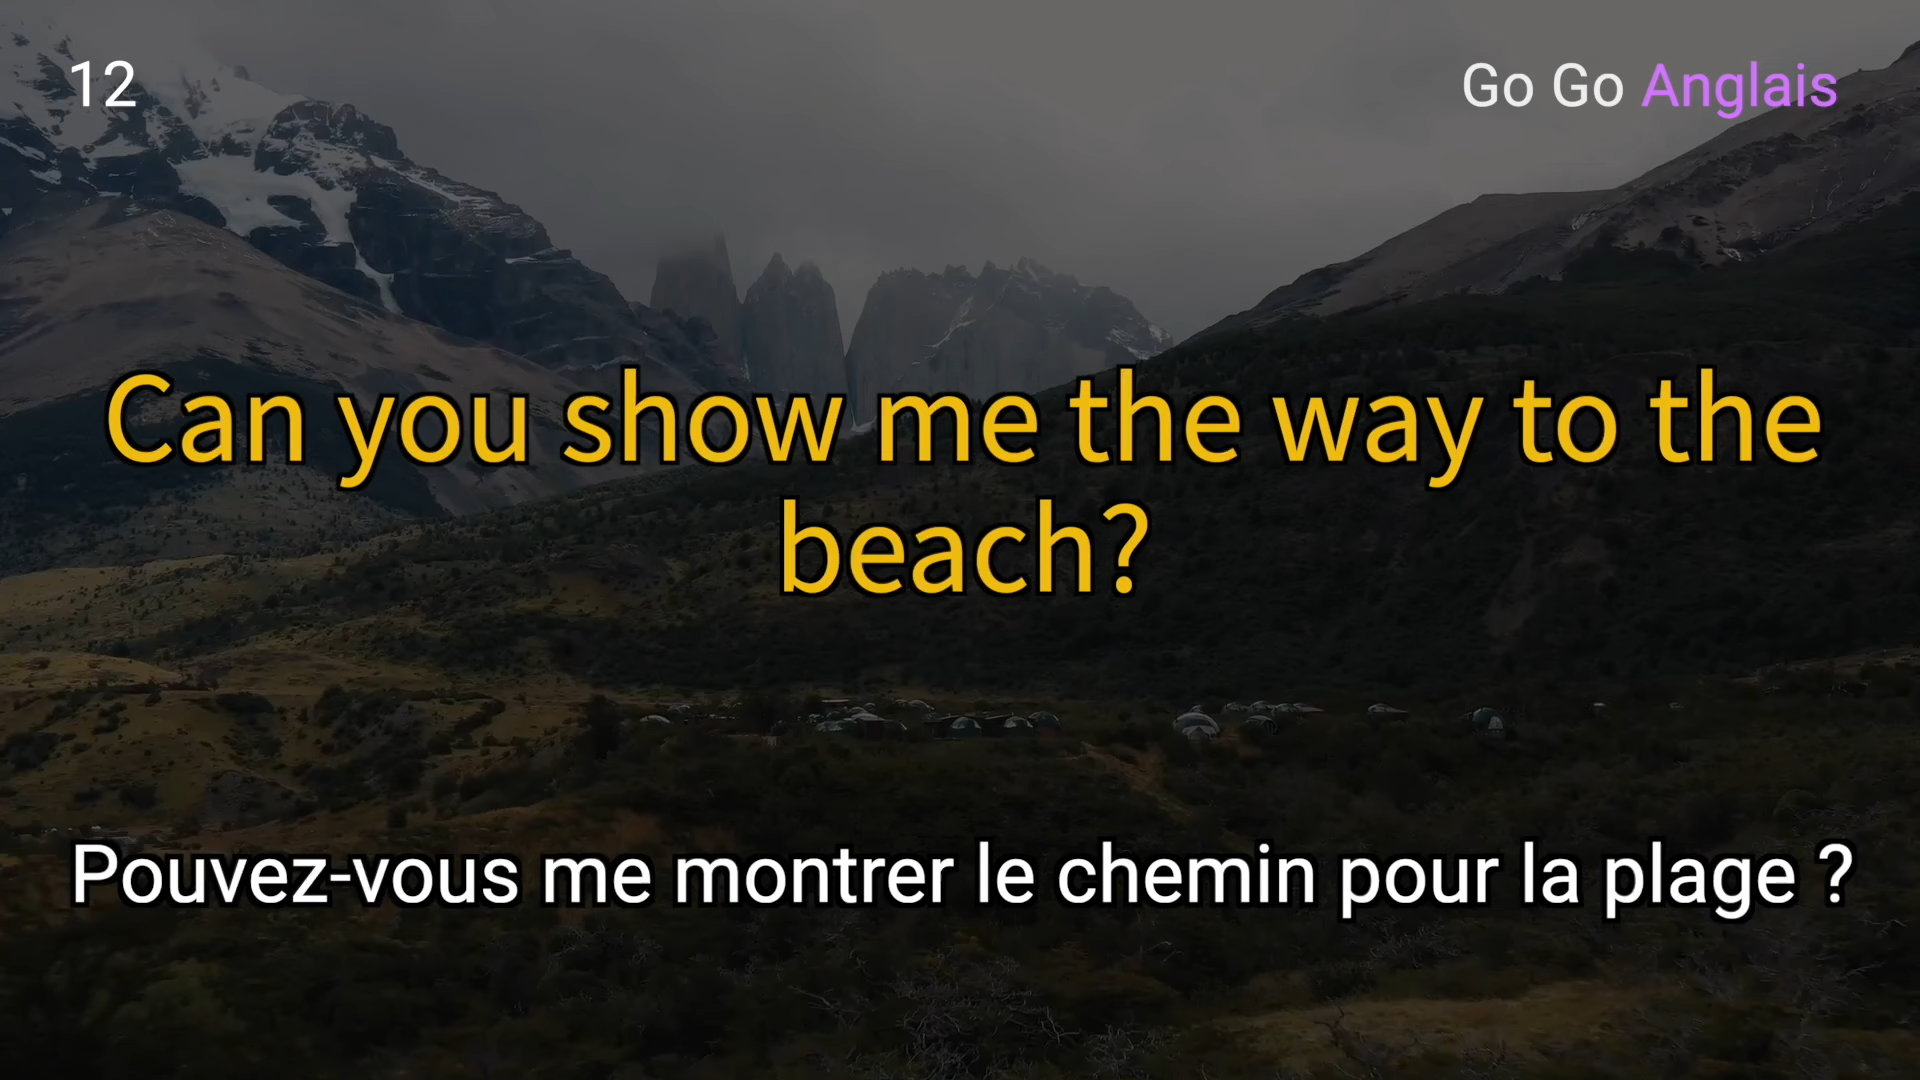 12
Go Go Anglais
Can you show me the way to the
beach?
Pouvez-vous me montrer le chemin pour la plage ?